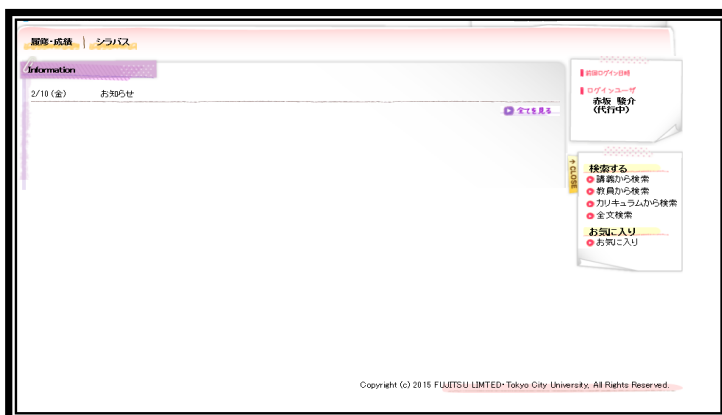 履修・成績 | シラバス
Information
2/10(金) お知らせ
全てを見る
前回ログイン日時
ログインユーザ
赤坂 駿介
(代行中)
↑CLOSE
検索する
講義から検索
教員から検索
カリキュラムから検索
全文検索
お気に入り
お気に入り
Copyright (c) 2015 FUJITSU LIMTED・Tokyo City University, All Rights Reserved.